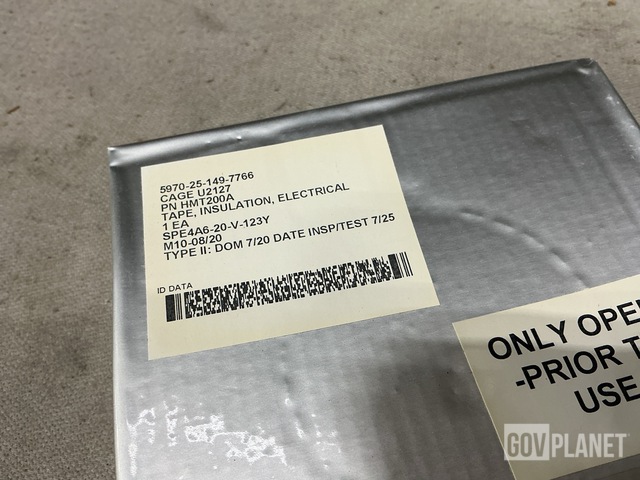 5970-25-149-7766
CAGE U2127
PN HMT200A
TAPE, INSULATION, ELECTRICAL
1 EA
SPE4A6-20-V-123Y
M10-08/20
TYPE II: DOM 7/20 DATE INSP/TEST 7/25
ID DATA
ONLY OPE
-PRIOR T
USE
GOVPLANET